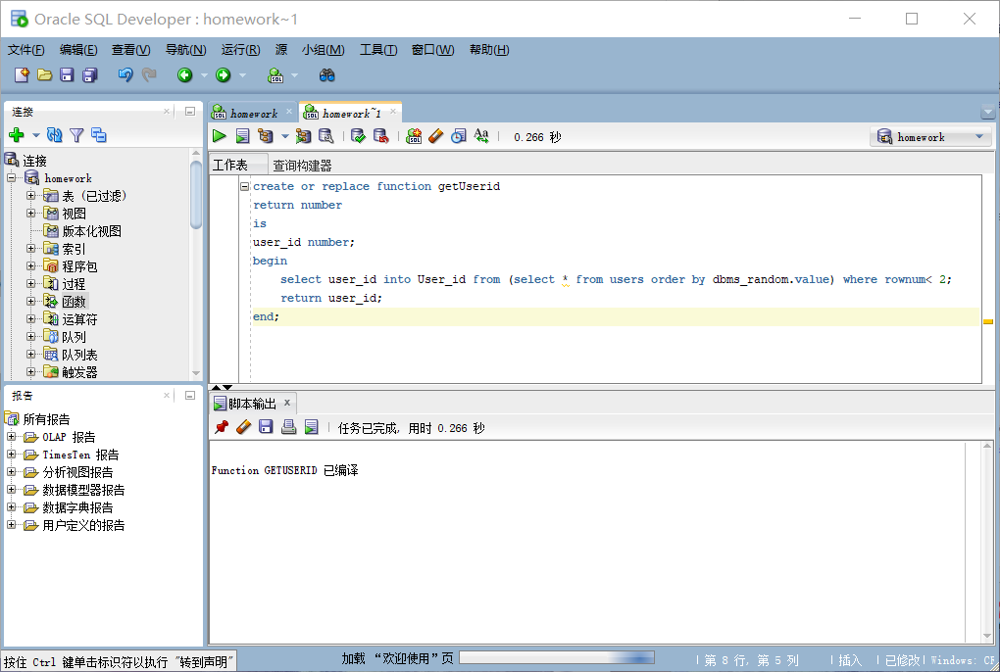 Oracle SQL Developer : homework~1
文件(F) 编辑(E) 查看(V) 导航(N) 运行(R) 源 小组(M) 工具(T) 窗口(W) 帮助(H)
连接
homework
homework~1
0.266 秒
homework
工作表
查询构建器
连接
homework
表 (已过滤)
视图
版本化视图
索引
程序包
过程
函数
运算符
队列
队列表
触发器
create or replace function getUserid
return number
is
user_id number;
begin
select user_id into User_id from (select * from users order by dbms_random.value) where rownum< 2;
return user_id;
end;
报告
所有报告
OLAP 报告
TimesTen 报告
分析视图报告
数据模型器报告
数据字典报告
用户定义的报告
脚本输出
任务已完成, 用时 0.266 秒
Function GETUSERID 已编译
按住 Ctrl 键单击标识符以执行 "转到声明"
加载 “欢迎使用” 页
第 8 行, 第 5 列
插入
已修改
Windows: CF